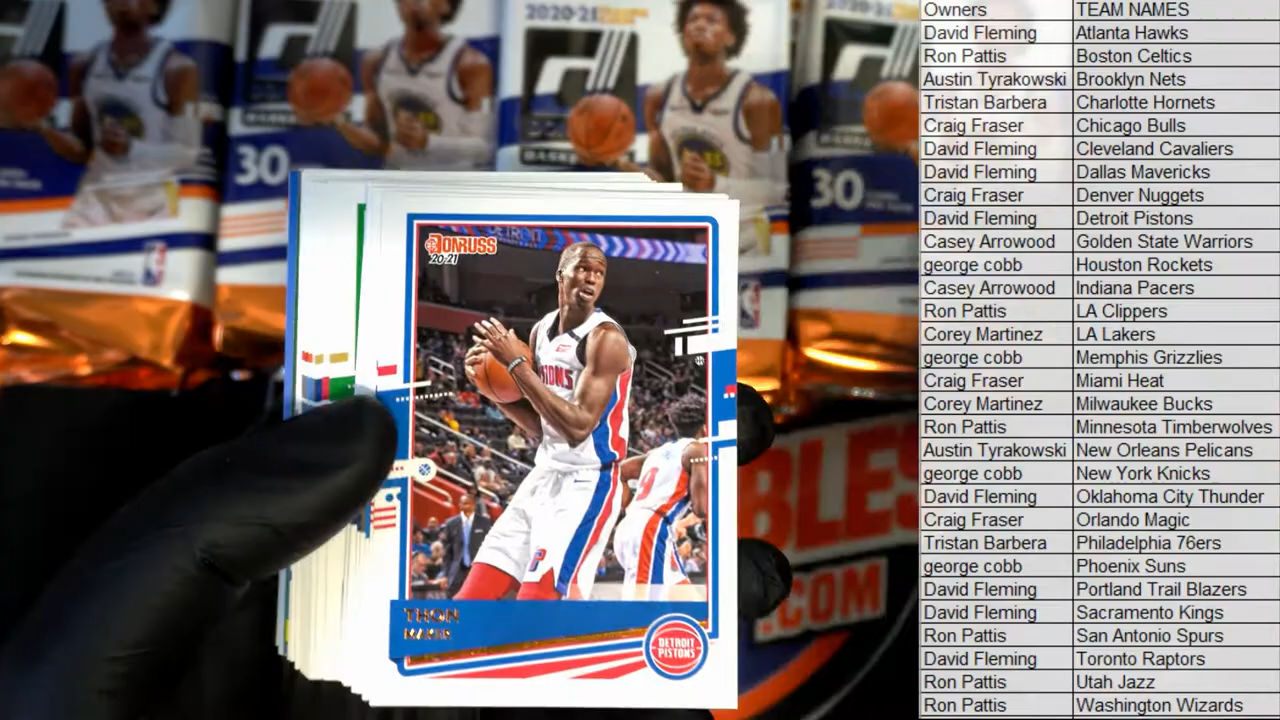 2020-21
30
30
DETROIT
DONRUSS
20-21
PISTONS
9
THON
MAKER
DETROIT
PISTONS
BLES
.COM
Owners TEAM NAMES
David Fleming Atlanta Hawks
Ron Pattis Boston Celtics
Austin Tyrakowski Brooklyn Nets
Tristan Barbera Charlotte Hornets
Craig Fraser Chicago Bulls
David Fleming Cleveland Cavaliers
David Fleming Dallas Mavericks
Craig Fraser Denver Nuggets
David Fleming Detroit Pistons
Casey Arrowood Golden State Warriors
george cobb Houston Rockets
Casey Arrowood Indiana Pacers
Ron Pattis LA Clippers
Corey Martinez LA Lakers
george cobb Memphis Grizzlies
Craig Fraser Miami Heat
Corey Martinez Milwaukee Bucks
Ron Pattis Minnesota Timberwolves
Austin Tyrakowski New Orleans Pelicans
george cobb New York Knicks
David Fleming Oklahoma City Thunder
Craig Fraser Orlando Magic
Tristan Barbera Philadelphia 76ers
george cobb Phoenix Suns
David Fleming Portland Trail Blazers
David Fleming Sacramento Kings
Ron Pattis San Antonio Spurs
David Fleming Toronto Raptors
Ron Pattis Utah Jazz
Ron Pattis Washington Wizards